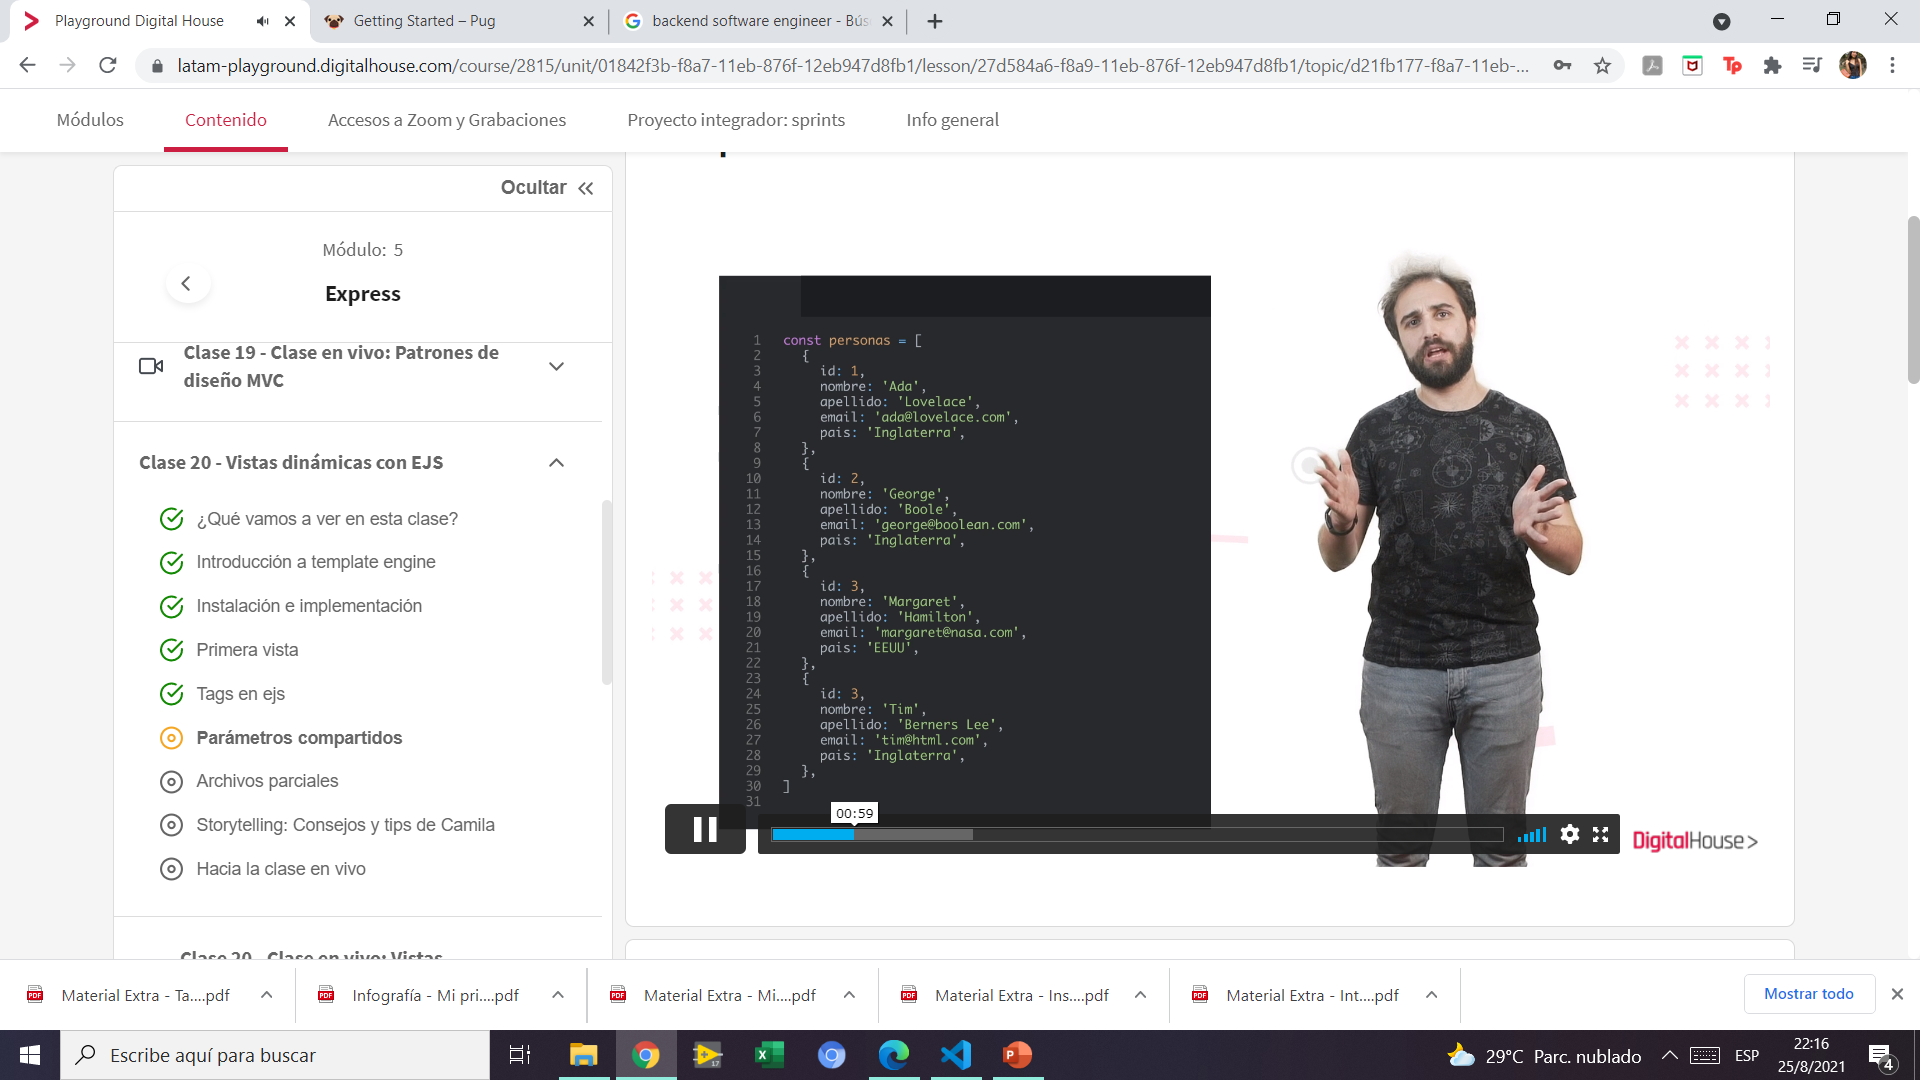 Playground Digital House
Getting Started – Pug
backend software engineer - Bús
latam-playground.digitalhouse.com/course/2815/unit/01842f3b-f8a7-11eb-876f-12eb947d8fb1/lesson/27d584a6-f8a9-11eb-876f-12eb947d8fb1/topic/d21fb177-f8a7-11eb-...
Módulos
Contenido
Accesos a Zoom y Grabaciones
Proyecto integrador: sprints
Info general
Ocultar
Módulo: 5
Express
Clase 19 - Clase en vivo: Patrones de
diseño MVC
Clase 20 - Vistas dinámicas con EJS
¿Qué vamos a ver en esta clase?
Introducción a template engine
Instalación e implementación
Primera vista
Tags en ejs
Parámetros compartidos
Archivos parciales
Storytelling: Consejos y tips de Camila
Hacia la clase en vivo
Clase 20 - Clase en vivo: Vistas
1 const personas = [
2 {
3 id: 1,
4 nombre: 'Ada',
5 apellido: 'Lovelace',
6 email: 'ada@lovelace.com',
7 pais: 'Inglaterra',
8 },
9 {
10 id: 2,
11 nombre: 'George',
12 apellido: 'Boole',
13 email: 'george@boolean.com',
14 pais: 'Inglaterra',
15 },
16 {
17 id: 3,
18 nombre: 'Margaret',
19 apellido: 'Hamilton',
20 email: 'margaret@nasa.com',
21 pais: 'EEUU',
22 },
23 {
24 id: 3,
25 nombre: 'Tim',
26 apellido: 'Berners Lee',
27 email: 'tim@html.com',
28 pais: 'Inglaterra',
29 },
30 ]
31
00:59
DigitalHouse>
Material Extra - Ta....pdf
Infografía - Mi pri....pdf
Material Extra - Mi....pdf
Material Extra - Ins....pdf
Material Extra - Int....pdf
Mostrar todo
Escribe aquí para buscar
29°C Parc. nublado
ESP
22:16
25/8/2021
4